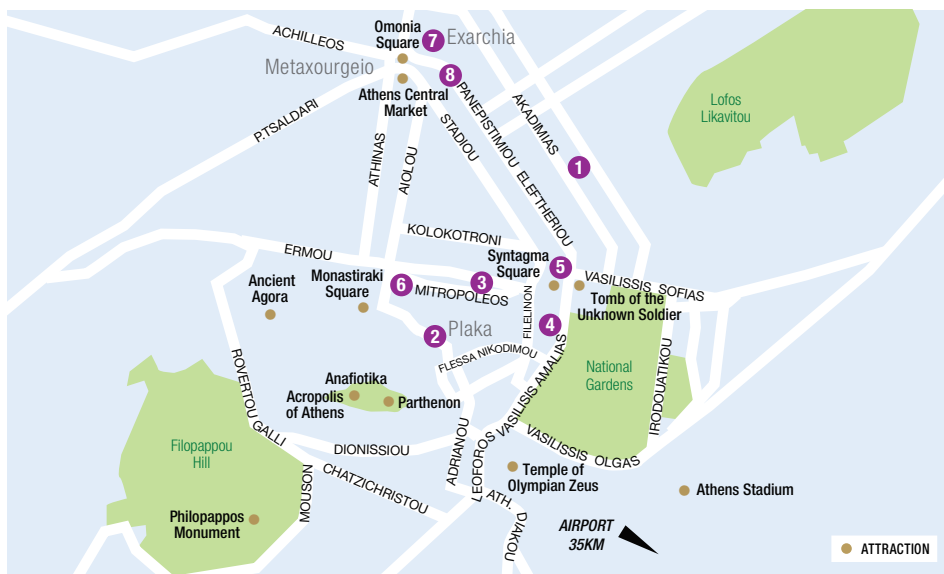 Omonia
Square
7
Exarchia
ACHILLEOS
Metaxourgeio
8
Athens Central
Market
P.TSALDARI
PANEPISTIMIOU ELEFTHERIOU
AKADIMIAS
STADIOU
Lofos
Likavitou
1
ATHINAS
AIOLOU
KOLOKOTRONI
ERMOU
Syntagma
Square
5
VASILISSIS SOFIAS
Ancient
Agora
Monastiraki
Square
6
3
MITROPOLEOS
Tomb of the
Unknown Soldier
FILELINON
4
2
Plaka
FLESSA NIKODIMOU
National
Gardens
IRODOUATIKOU
ROVERTOU GALLI
Anafiotika
Acropolis
of Athens
Parthenon
LEOFOROS VASILISIS AMALIAS
VASILISSIS OLGAS
Filopappou
Hill
DIONISSIOU
ADRIANOU
CHATZICHRISTOU
MOUSON
Temple of
Olympian Zeus
Athens Stadium
ATH.
DIAKOU
Philopappos
Monument
AIRPORT
35KM
ATTRACTION